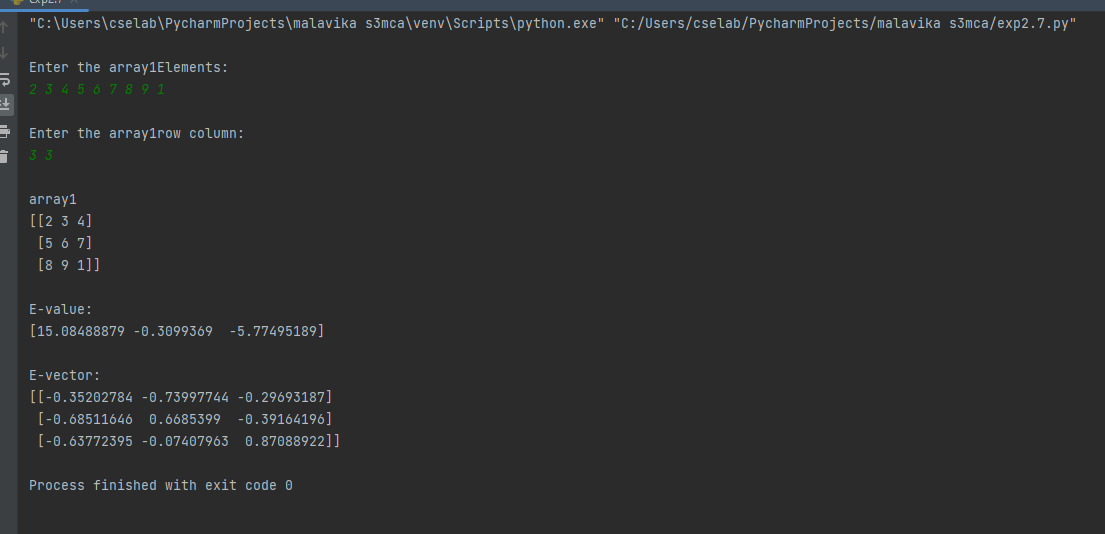 "C:\Users\cselab\PycharmProjects\malavika s3mca\venv\Scripts\python.exe" "C:/Users/cselab/PycharmProjects/malavika s3mca/exp2.7.py"
Enter the array1Elements:
2 3 4 5 6 7 8 9 1
Enter the array1row column:
3 3
array1
[[2 3 4]
 [5 6 7]
 [8 9 1]]
E-value:
[15.08488879 -0.3099369  -5.77495189]
E-vector:
[[-0.35202784 -0.73997744 -0.29693187]
 [-0.68511646  0.6685399  -0.39164196]
 [-0.63772395 -0.07407963  0.87088922]]
Process finished with exit code 0